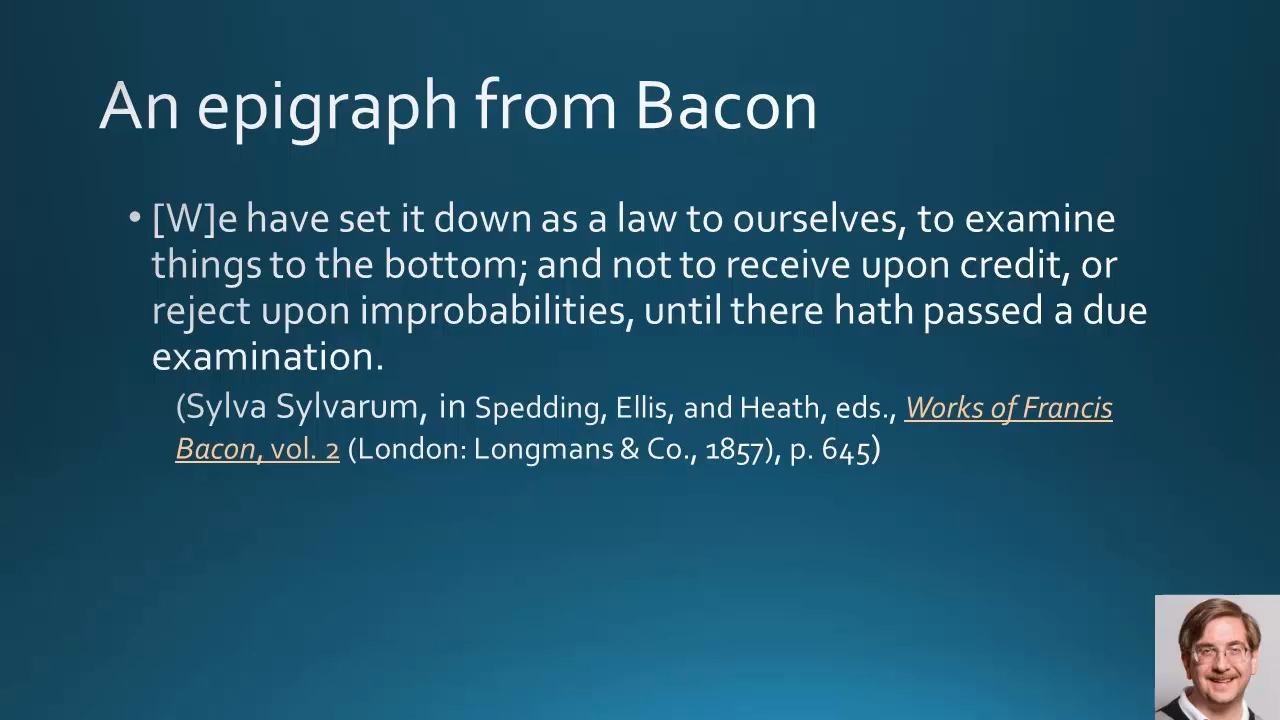 An epigraph from Bacon
• [W]e have set it down as a law to ourselves, to examine
things to the bottom; and not to receive upon credit, or
reject upon improbabilities, until there hath passed a due
examination.
(Sylva Sylvarum, in Spedding, Ellis, and Heath, eds., Works of Francis
Bacon, vol. 2 (London: Longmans & Co., 1857), p. 645)